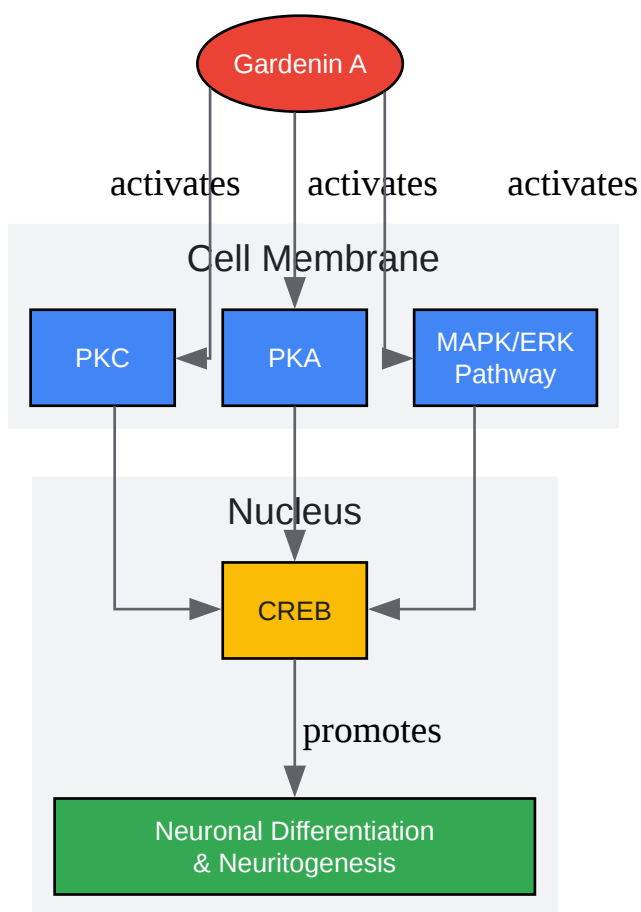 Gardenin A
activates activates activates
Cell Membrane
PKC
PKA
MAPK/ERK
Pathway
Nucleus
CREB
promotes
Neuronal Differentiation
& Neuritogenesis